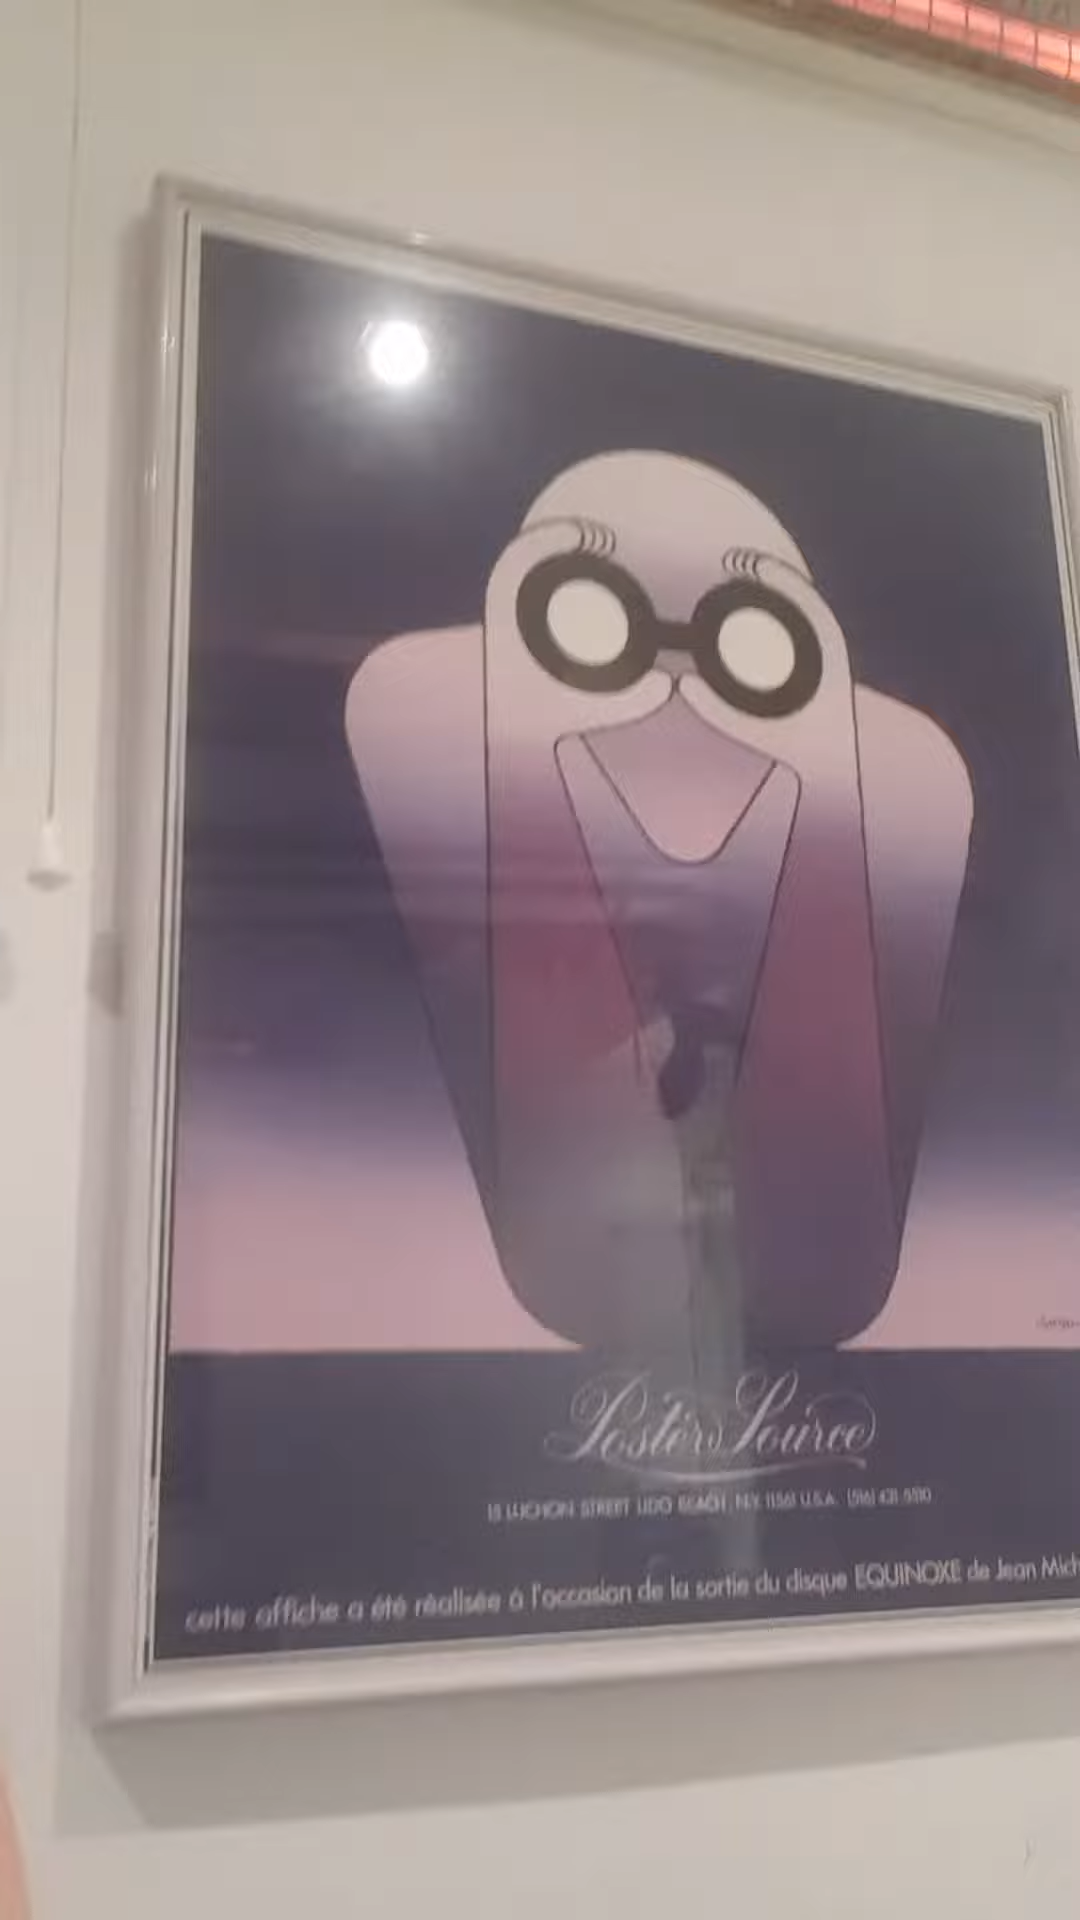 Poster Source
15 LUCHON STREET LIDO BEACH, N.Y. 11561 U.S.A. (516) 431-
cette affiche a été réalisée à l'occasion de la sortie du disque EQUINOXE de Jean Mich